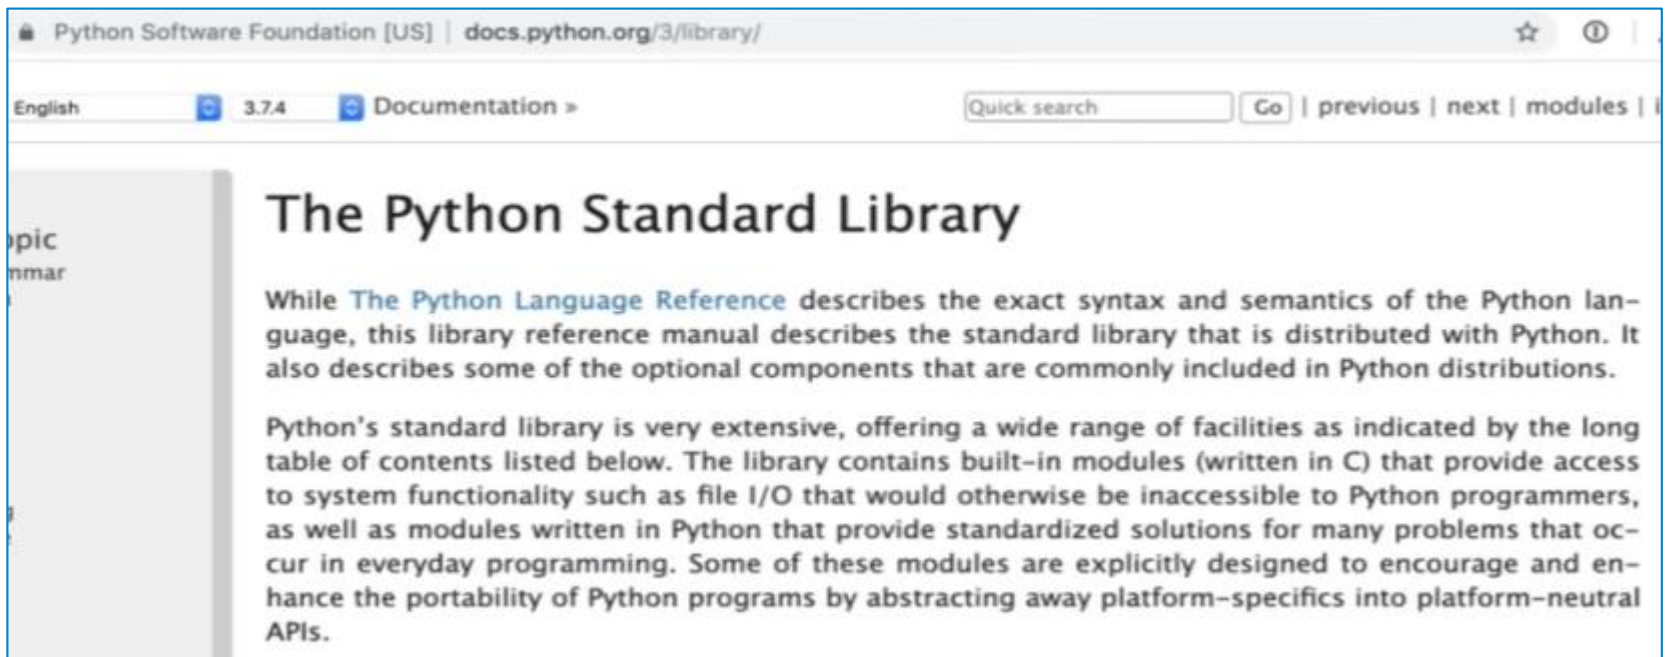 Python Software Foundation [US] | docs.python.org/3/library/
English 3.7.4 Documentation » Quick search Go | previous | next | modules |
The Python Standard Library
While The Python Language Reference describes the exact syntax and semantics of the Python lan-
guage, this library reference manual describes the standard library that is distributed with Python. It
also describes some of the optional components that are commonly included in Python distributions.
Python's standard library is very extensive, offering a wide range of facilities as indicated by the long
table of contents listed below. The library contains built-in modules (written in C) that provide access
to system functionality such as file I/O that would otherwise be inaccessible to Python programmers,
as well as modules written in Python that provide standardized solutions for many problems that oc-
cur in everyday programming. Some of these modules are explicitly designed to encourage and en-
hance the portability of Python programs by abstracting away platform-specifics into platform-neutral
APIs.